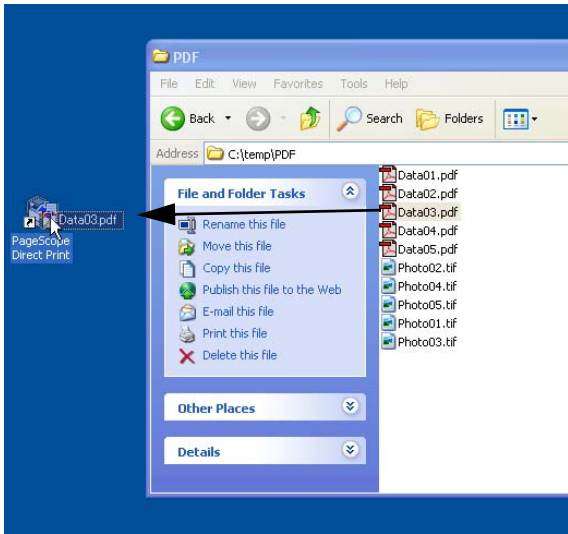 PDF
File Edit View Favorites Tools Help
Back Search Folders
Address C:\temp\PDF
File and Folder Tasks
Rename this file
Move this file
Copy this file
Publish this file to the Web
E-mail this file
Print this file
Delete this file
Other Places
Details
Data01.pdf
Data02.pdf
Data03.pdf
Data04.pdf
Data05.pdf
Photo02.tif
Photo04.tif
Photo05.tif
Photo01.tif
Photo03.tif
Data03.pdf
PageScope
Direct Print